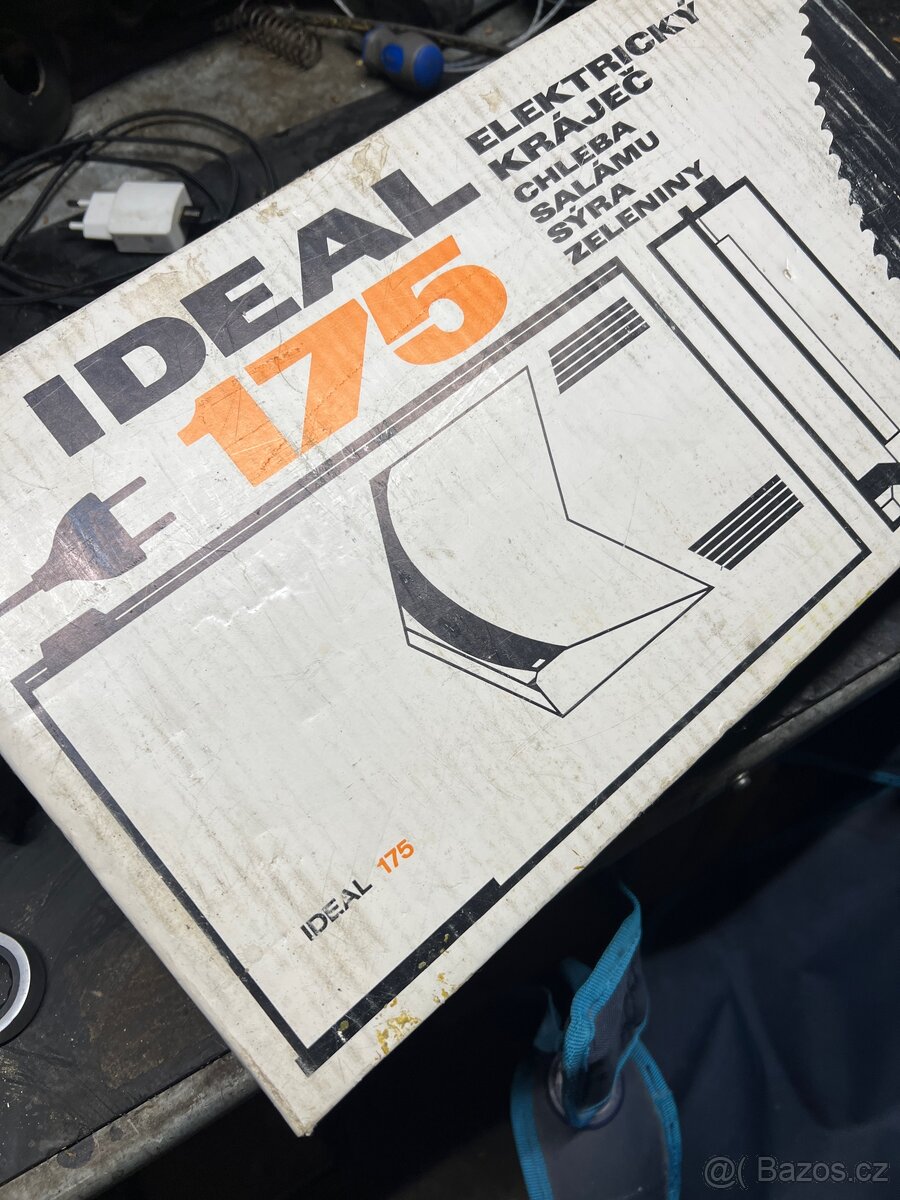 IDEAL
175
ELEKTRICKÝ
KRÁJEČ
CHLEBA
SALÁMU
SÝRA
ZELENINY
IDEAL 175
@( Bazos.cz